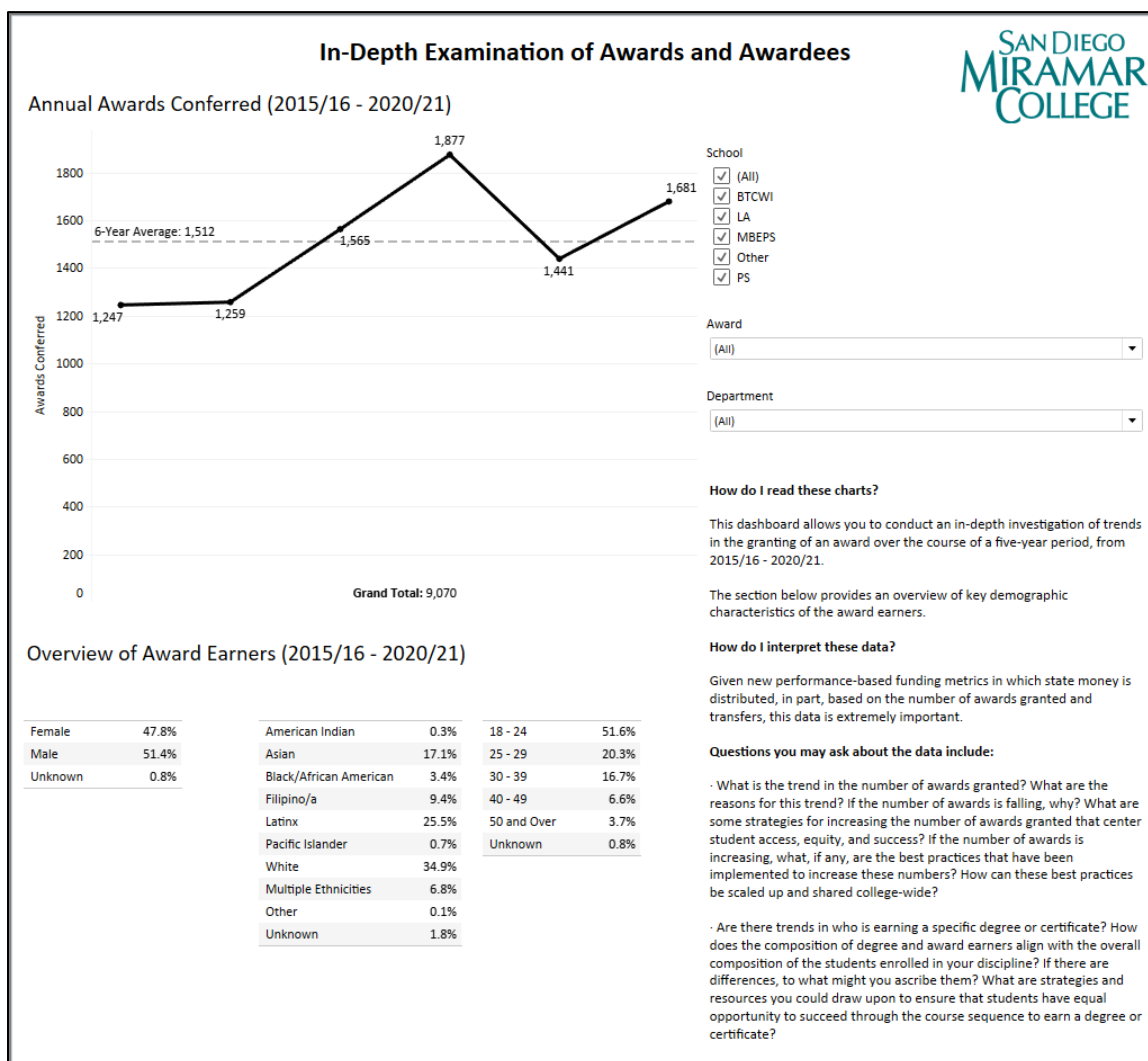 In-Depth Examination of Awards and Awardees
SAN DIEGO
MIRAMAR
COLLEGE
Annual Awards Conferred (2015/16 - 2020/21)
Awards Conferred
1800
1600
1400
1200
1000
800
600
400
200
0
6-Year Average: 1,512
1,247
1,259
1,565
1,877
1,441
1,681
Grand Total: 9,070
School
(All)
BTCWI
LA
MBEPS
Other
PS
Award
(All)
Department
(All)
How do I read these charts?
This dashboard allows you to conduct an in-depth investigation of trends
in the granting of an award over the course of a five-year period, from
2015/16 - 2020/21.
The section below provides an overview of key demographic
characteristics of the award earners.
How do I interpret these data?
Given new performance-based funding metrics in which state money is
distributed, in part, based on the number of awards granted and
transfers, this data is extremely important.
Questions you may ask about the data include:
· What is the trend in the number of awards granted? What are the
reasons for this trend? If the number of awards is falling, why? What are
some strategies for increasing the number of awards granted that center
student access, equity, and success? If the number of awards is
increasing, what, if any, are the best practices that have been
implemented to increase these numbers? How can these best practices
be scaled up and shared college-wide?
· Are there trends in who is earning a specific degree or certificate? How
does the composition of degree and award earners align with the overall
composition of the students enrolled in your discipline? If there are
differences, to what might you ascribe them? What are strategies and
resources you could draw upon to ensure that students have equal
opportunity to succeed through the course sequence to earn a degree or
certificate?
Overview of Award Earners (2015/16 - 2020/21)
Female 47.8%
Male 51.4%
Unknown 0.8%
American Indian 0.3%
Asian 17.1%
Black/African American 3.4%
Filipino/a 9.4%
Latinx 25.5%
Pacific Islander 0.7%
White 34.9%
Multiple Ethnicities 6.8%
Other 0.1%
Unknown 1.8%
18 - 24 51.6%
25 - 29 20.3%
30 - 39 16.7%
40 - 49 6.6%
50 and Over 3.7%
Unknown 0.8%